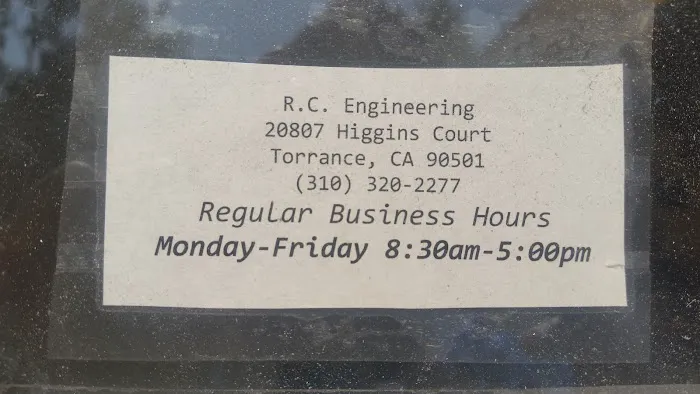 R.C. Engineering
20807 Higgins Court
Torrance, CA 90501
(310) 320-2277
Regular Business Hours
Monday-Friday 8:30am-5:00pm